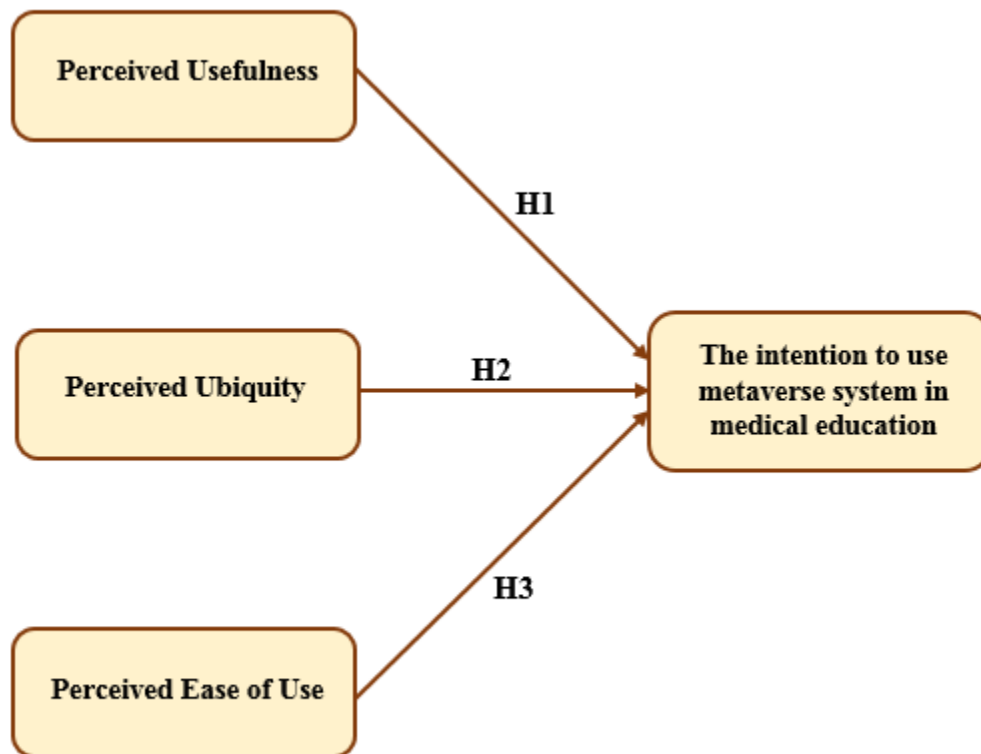 Perceived Usefulness
H1
Perceived Ubiquity
H2
The intention to use
metaverse system in
medical education
H3
Perceived Ease of Use